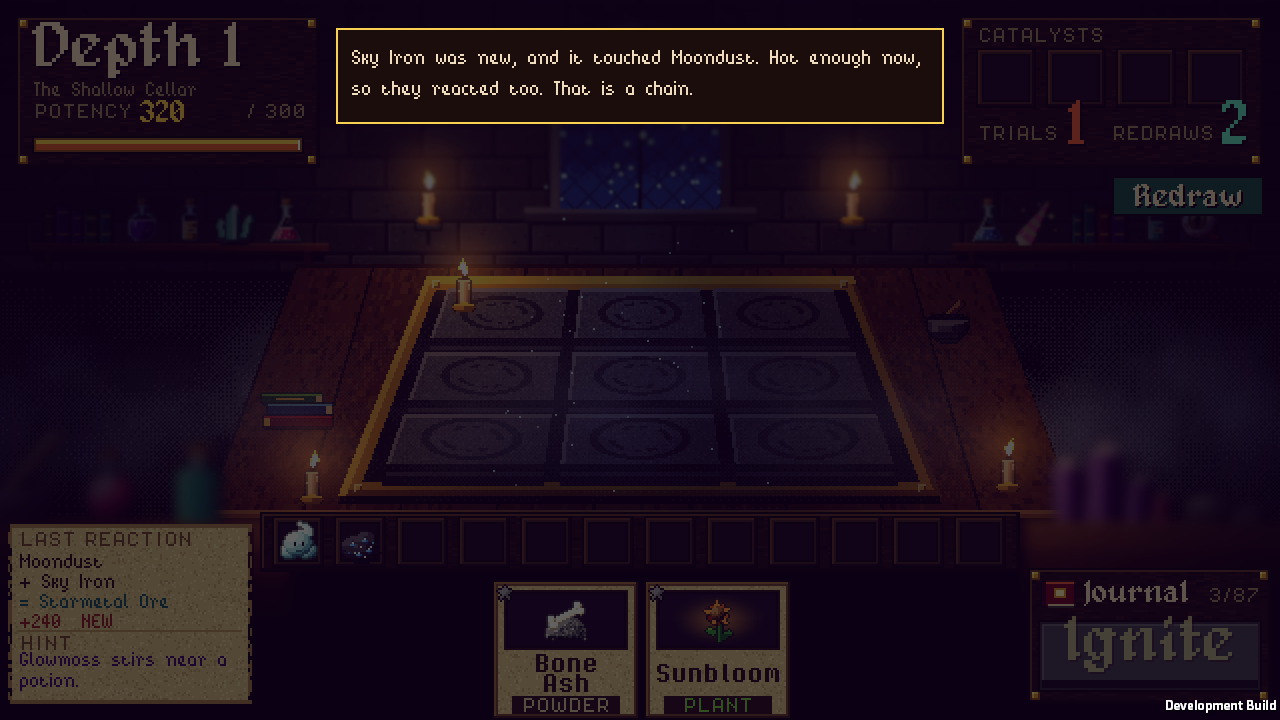 Depth 1
The Shallow Cellar
POTENCY 320 / 300
Sky Iron was new, and it touched Moondust. Hot enough now,
so they reacted too. That is a chain.
CATALYSTS
TRIALS 1 REDRAWS 2
Redraw
LAST REACTION
Moondust
+ Sky Iron
= Starmetal Ore
+240 NEW
HINT
Glowmoss stirs near a
potion.
Bone
Ash
POWDER
Sunbloom
PLANT
Journal 3/87
Ignite
Development Build